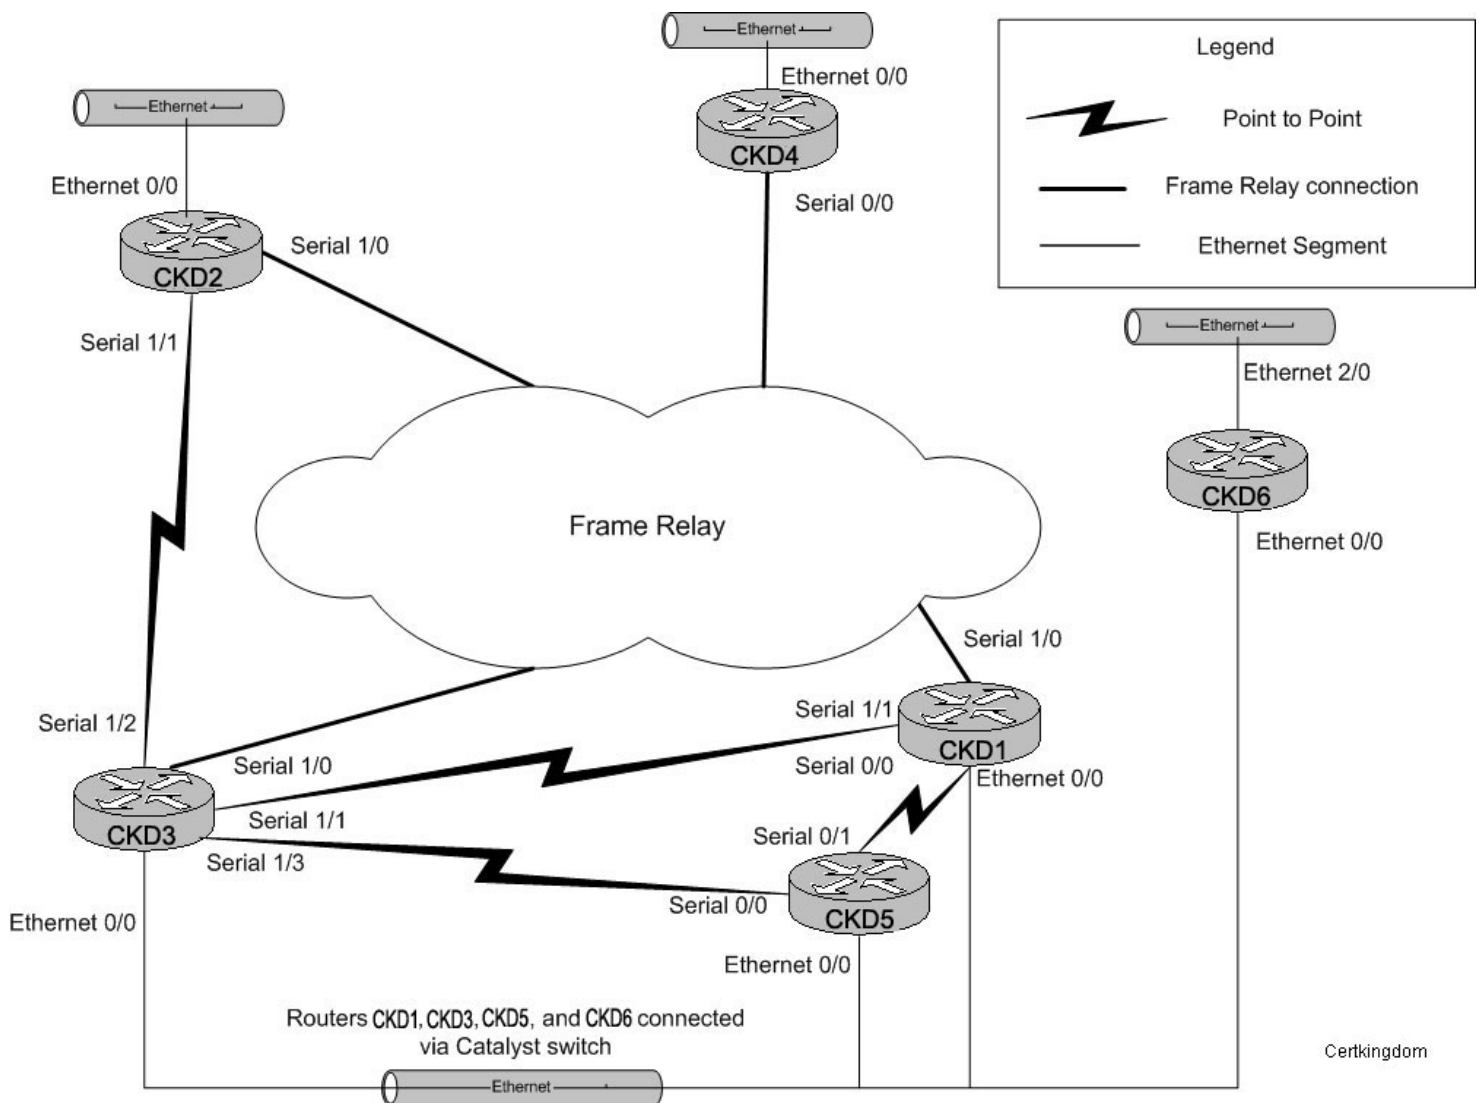 Ethernet
Ethernet 0/0
CKD4
Serial 0/0
Legend
Point to Point
Frame Relay connection
Ethernet Segment
Ethernet
Ethernet 0/0
CKD2
Serial 1/0
Serial 1/1
Ethernet
Ethernet 2/0
CKD6
Ethernet 0/0
Frame Relay
Serial 1/0
Serial 1/1
CKD1
Serial 0/0
Ethernet 0/0
Serial 1/2
Serial 1/0
CKD3
Serial 1/1
Serial 1/3
Ethernet 0/0
Serial 0/1
Serial 0/0
CKD5
Ethernet 0/0
Routers CKD1, CKD3, CKD5, and CKD6 connected
via Catalyst switch
Ethernet
Certkingdom